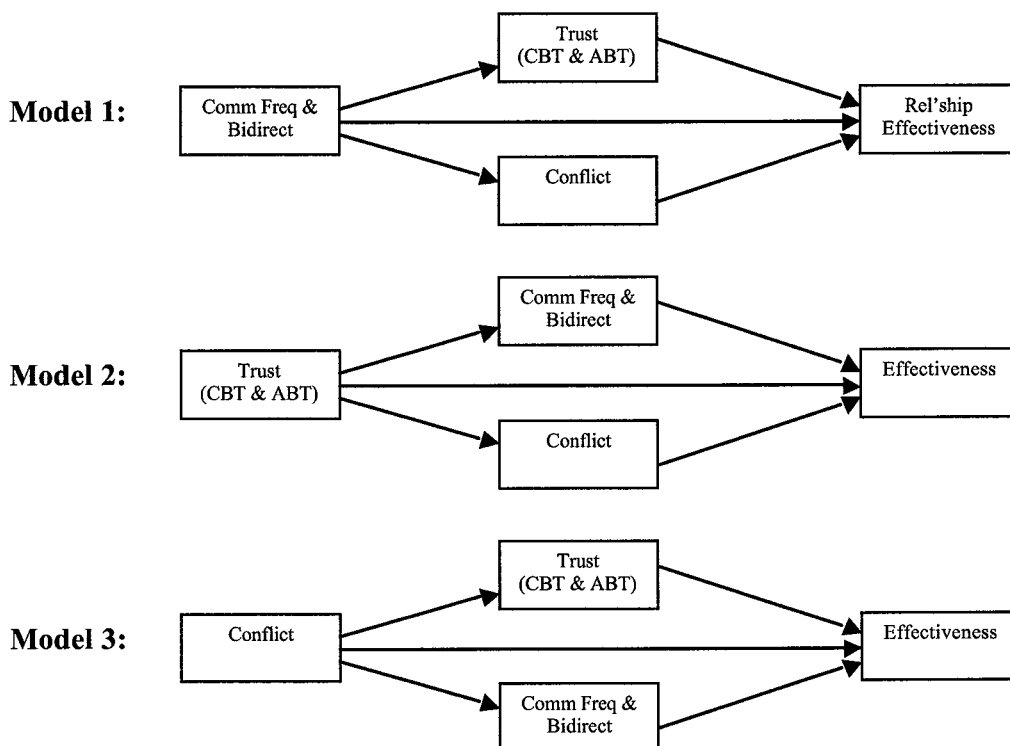 Model 1:
Comm Freq &
Bidirect
Trust
(CBT & ABT)
Conflict
Rel'ship
Effectiveness
Model 2:
Trust
(CBT & ABT)
Comm Freq &
Bidirect
Conflict
Effectiveness
Model 3:
Conflict
Trust
(CBT & ABT)
Comm Freq &
Bidirect
Effectiveness